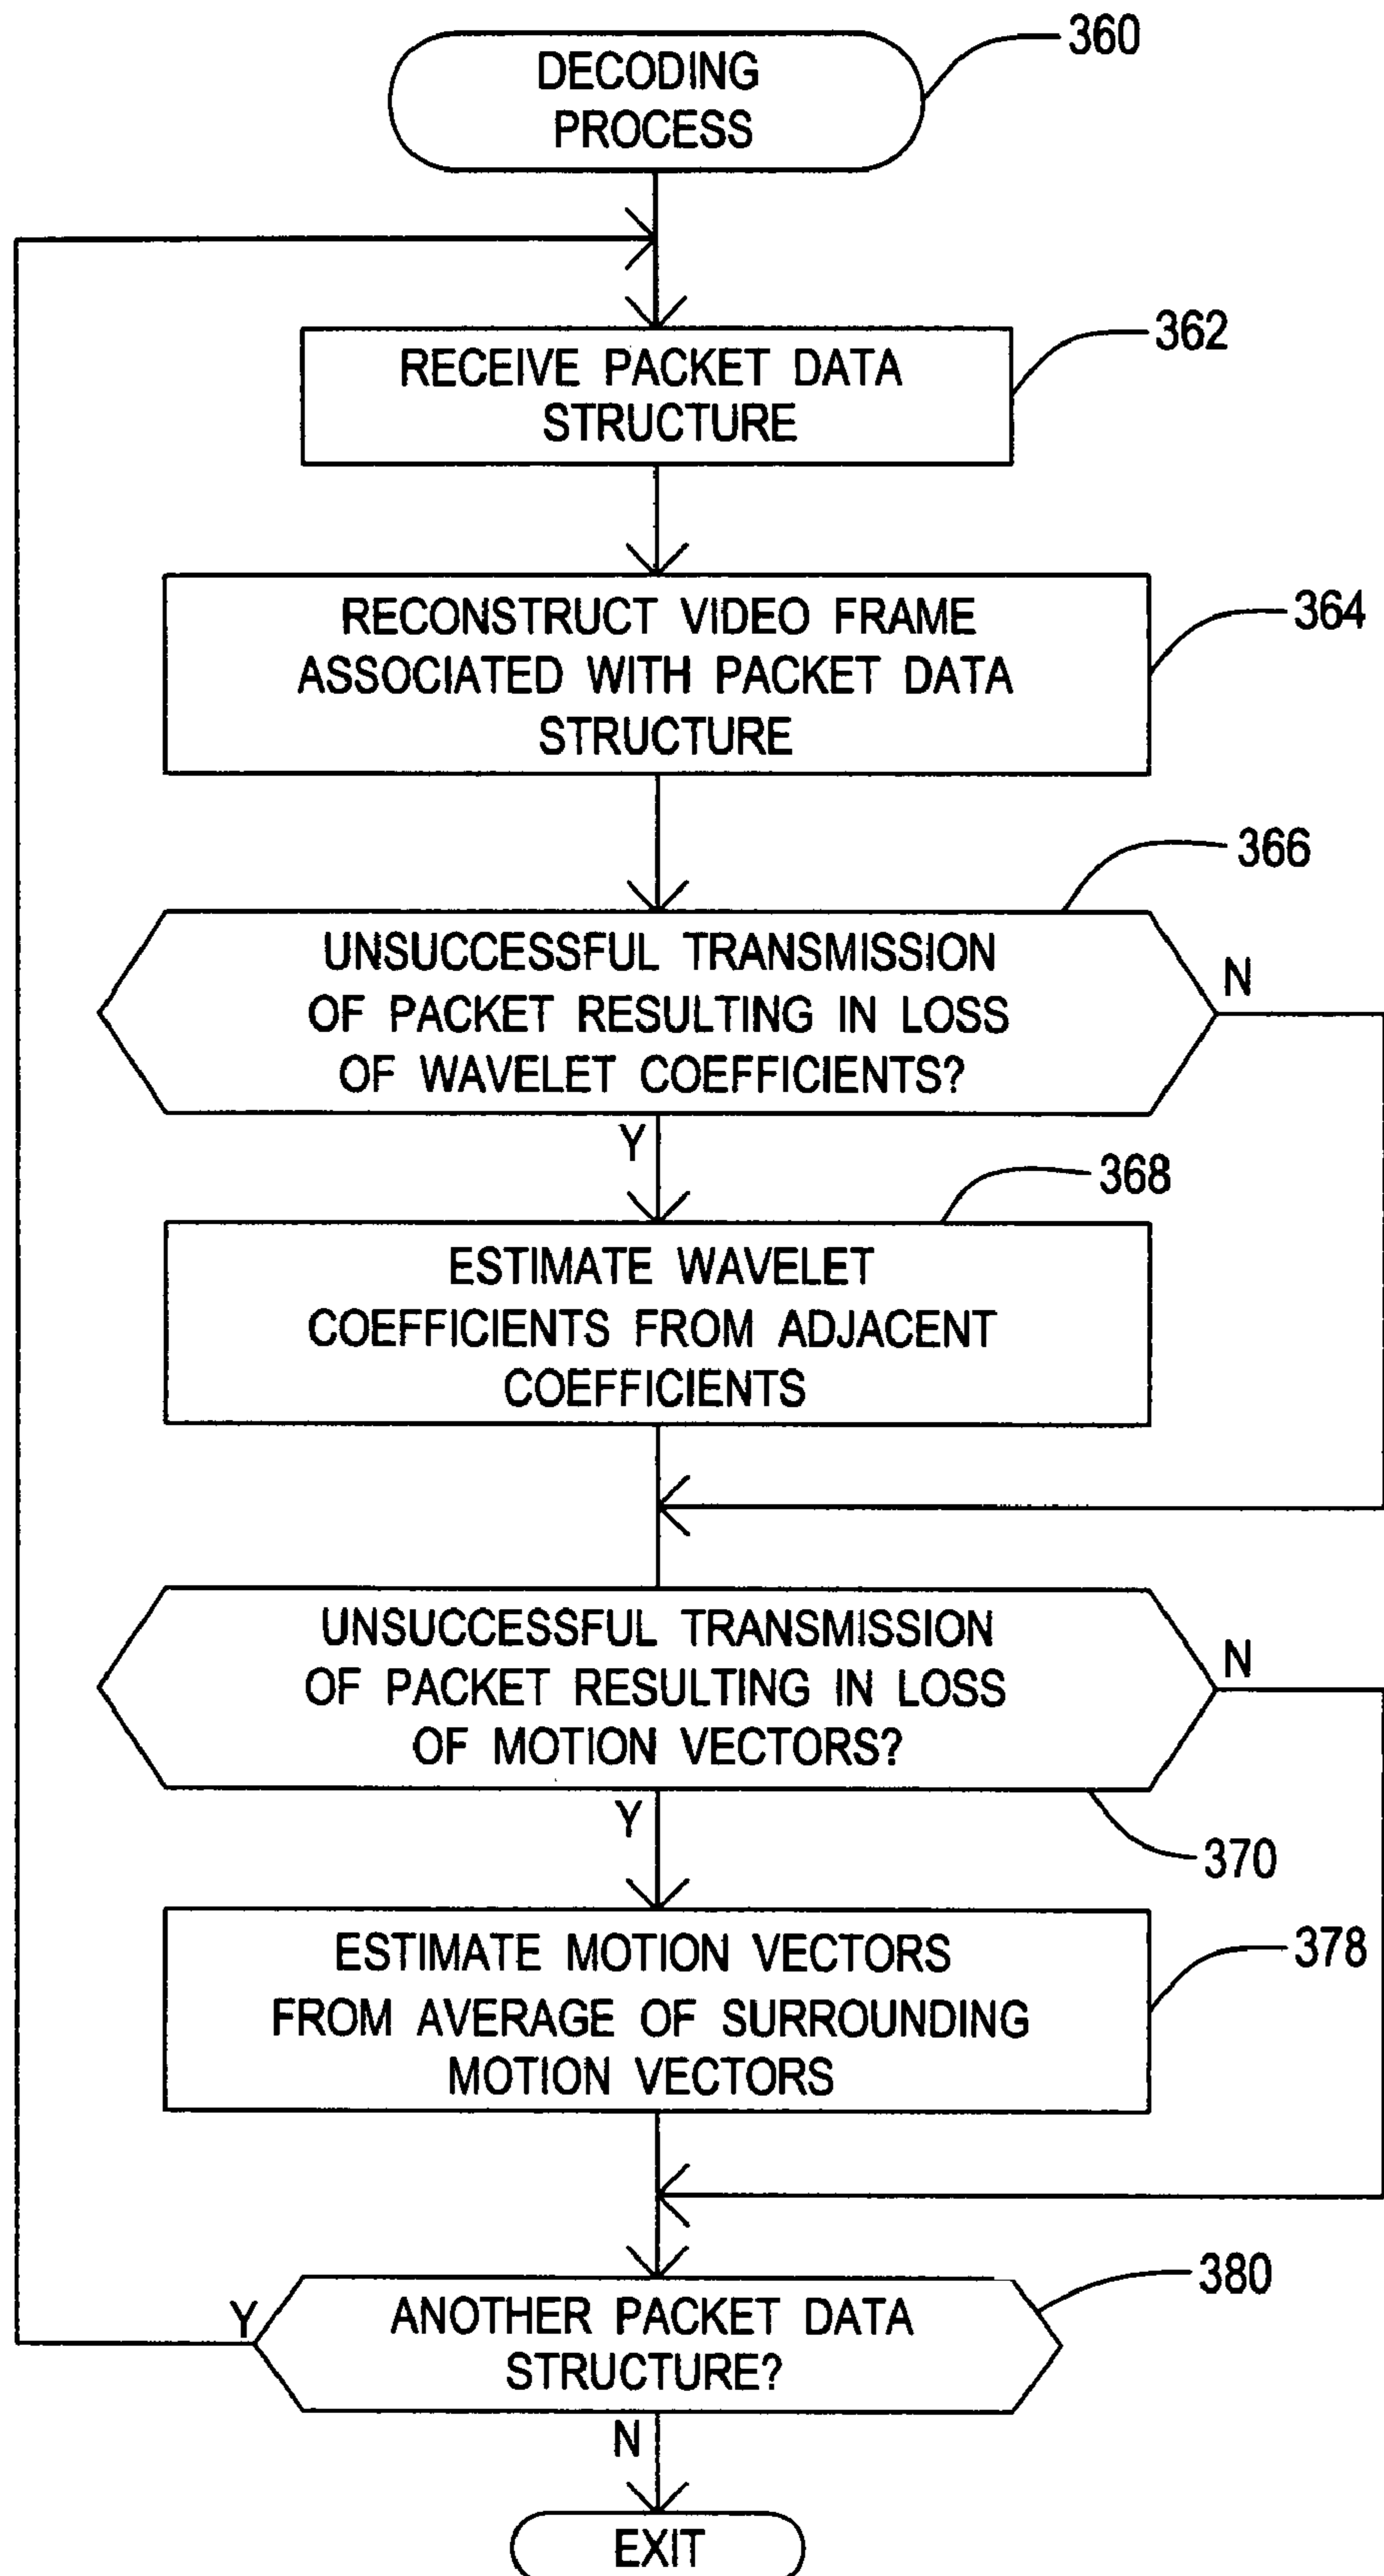 DECODING
PROCESS
360
RECEIVE PACKET DATA
STRUCTURE
362
RECONSTRUCT VIDEO FRAME
ASSOCIATED WITH PACKET DATA
STRUCTURE
364
UNSUCCESSFUL TRANSMISSION
OF PACKET RESULTING IN LOSS
OF WAVELET COEFFICIENTS?
366
N
Y
ESTIMATE WAVELET
COEFFICIENTS FROM ADJACENT
COEFFICIENTS
368
UNSUCCESSFUL TRANSMISSION
OF PACKET RESULTING IN LOSS
OF MOTION VECTORS?
N
370
Y
ESTIMATE MOTION VECTORS
FROM AVERAGE OF SURROUNDING
MOTION VECTORS
378
ANOTHER PACKET DATA
STRUCTURE?
380
Y
N
EXIT